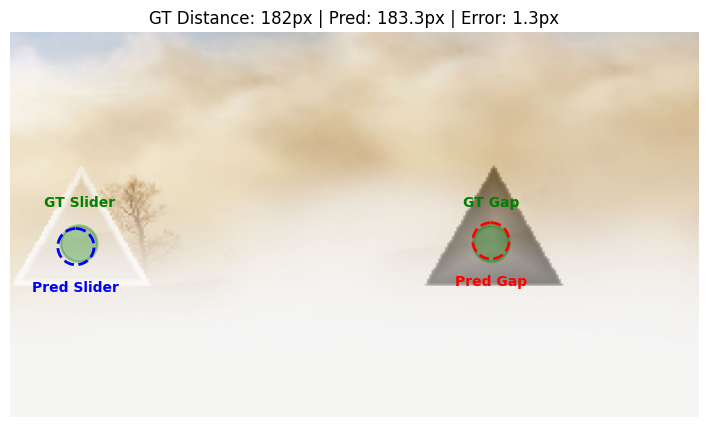 GT Distance: 182px | Pred: 183.3px | Error: 1.3px
GT Slider
GT Gap
Pred Slider
Pred Gap